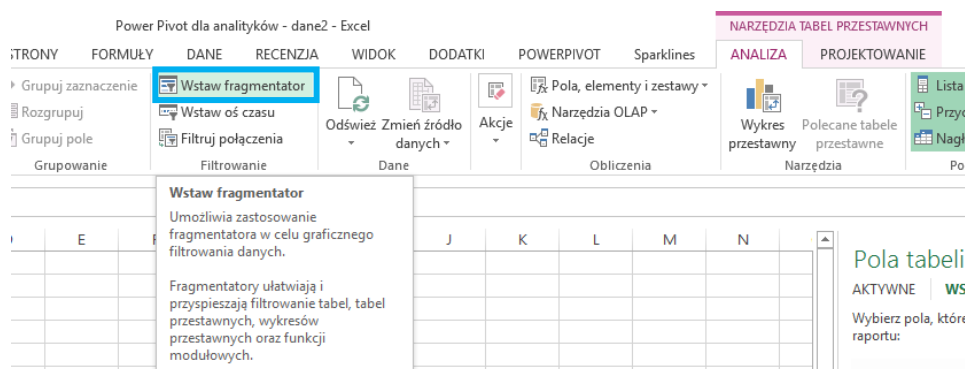 Power Pivot dla analityków - dane2 - Excel
NARZĘDZIA TABEL PRZESTAWNYCH
STRONY FORMUŁY DANE RECENZJA WIDOK DODATKI POWERPIVOT Sparklines ANALIZA PROJEKTOWANIE
Grupuj zaznaczenie
Rozgrupuj
Grupuj pole
Grupowanie
Wstaw fragmentator
Wstaw oś czasu
Filtruj połączenia
Filtrowanie
Odśwież Zmień źródło
danych
Dane
Akcje
Pola, elementy i zestawy
Narzędzia OLAP
Relacje
Obliczenia
Wykres
przestawny
Polecane tabele
przestawne
Narzędzia
Lista
Przyc
Nagł
Po
Wstaw fragmentator
Umożliwia zastosowanie
fragmentatora w celu graficznego
filtrowania danych.
Fragmentatory ułatwiają i
przyspieszają filtrowanie tabel, tabel
przestawnych, wykresów
przestawnych oraz funkcji
modułowych.
E J K L M N
Pola tabeli
AKTYWNE WS
Wybierz pola, które
raportu: